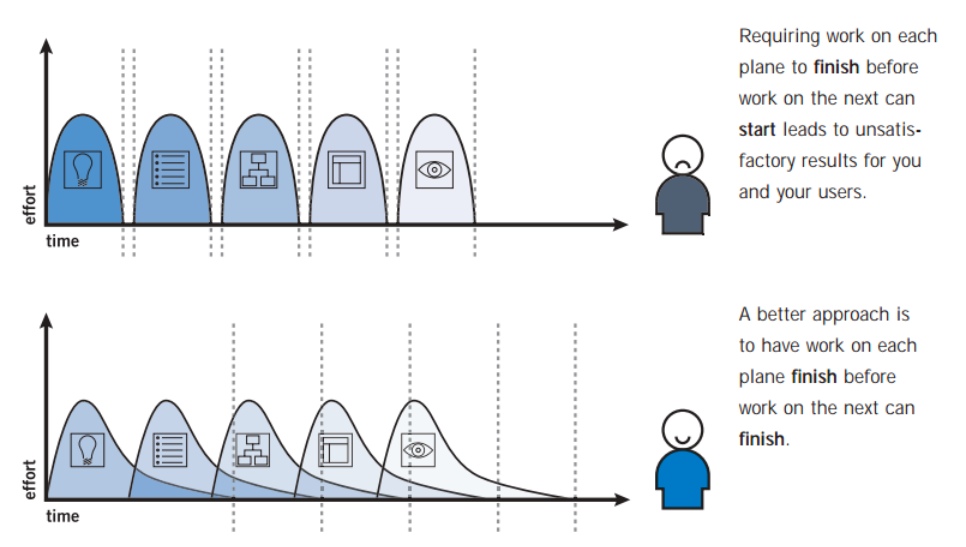 effort
time
Requiring work on each
plane to finish before
work on the next can
start leads to unsatis-
factory results for you
and your users.
effort
time
A better approach is
to have work on each
plane finish before
work on the next can
finish.